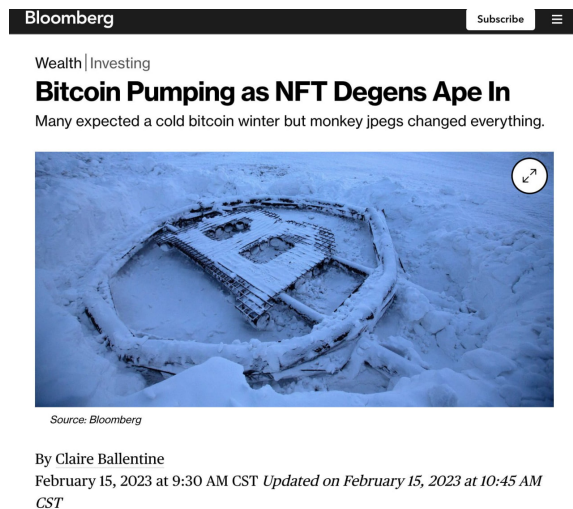 Bloomberg
Subscribe
Wealth | Investing
Bitcoin Pumping as NFT Degens Ape In
Many expected a cold bitcoin winter but monkey jpegs changed everything.
Source: Bloomberg
By Claire Ballentine
February 15, 2023 at 9:30 AM CST Updated on February 15, 2023 at 10:45 AM
CST